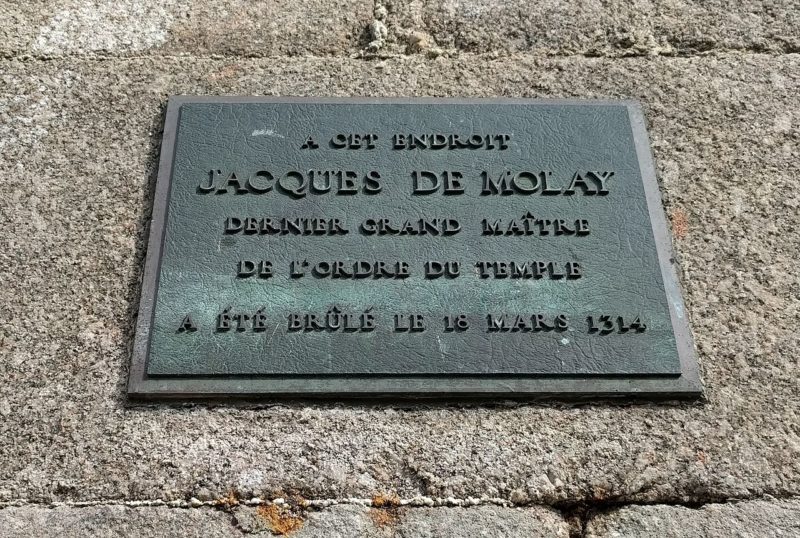 A CET ENDROIT
JACQUES DE MOLAY
DERNIER GRAND MAÎTRE
DE L'ORDRE DU TEMPLE
A ÉTÉ BRÛLÉ LE 18 MARS 1314